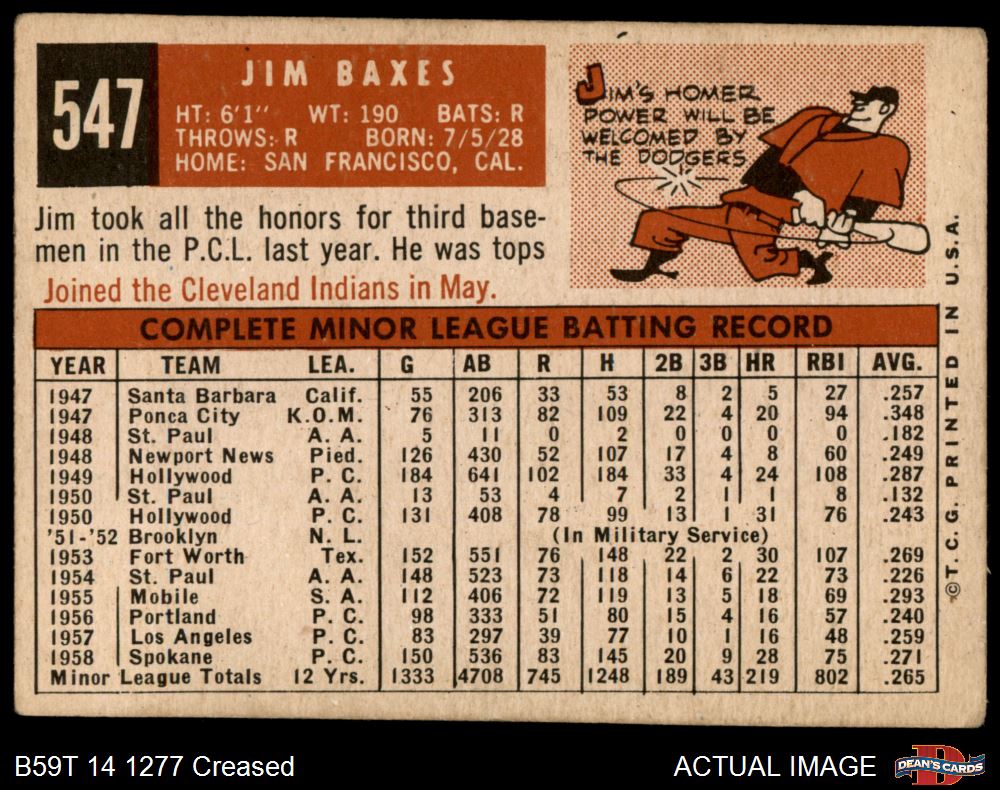 547
JIM BAXES
HT: 6'1" WT: 190 BATS: R
THROWS: R BORN: 7/5/28
HOME: SAN FRANCISCO, CAL.
JIM'S HOMER
POWER WILL BE
WELCOMED BY
THE DODGERS
Jim took all the honors for third base-
men in the P.C.L. last year. He was tops
Joined the Cleveland Indians in May.
COMPLETE MINOR LEAGUE BATTING RECORD
YEAR TEAM LEA. G AB R H 2B 3B HR RBI AVG.
1947 Santa Barbara Calif. 55 206 33 53 8 2 5 27 .257
1947 Ponca City K.O.M. 76 313 82 109 22 4 20 94 .348
1948 St. Paul A. A. 5 11 0 2 0 0 0 0 .182
1948 Newport News Pied. 126 430 52 107 17 4 8 60 .249
1949 Hollywood P. C. 184 641 102 184 33 4 24 108 .287
1950 St. Paul A. A. 13 53 4 7 2 1 1 8 .132
1950 Hollywood P. C. 131 408 78 99 13 1 31 76 .243
'51-'52 Brooklyn N. L. (In Military Service)
1953 Fort Worth Tex. 152 551 76 148 22 2 30 107 .269
1954 St. Paul A. A. 148 523 73 118 14 6 22 73 .226
1955 Mobile S. A. 112 406 72 119 13 5 18 69 .293
1956 Portland P. C. 98 333 51 80 15 4 16 57 .240
1957 Los Angeles P. C. 83 297 39 77 10 1 16 48 .259
1958 Spokane P. C. 150 536 83 145 20 9 28 75 .271
Minor League Totals 12 Yrs. 1333 4708 745 1248 189 43 219 802 .265
©T.C.G. PRINTED IN U.S.A.
B59T 14 1277 Creased
ACTUAL IMAGE
D
DEAN'S CARDS